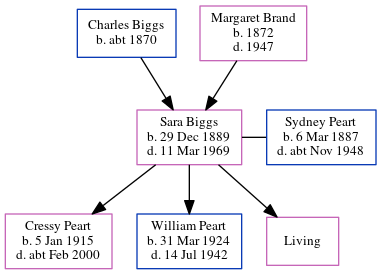 Charles Biggs
b. abt 1870
Margaret Brand
b. 1872
d. 1947
Sara Biggs
b. 29 Dec 1889
d. 11 Mar 1969
Sydney Peart
b. 6 Mar 1887
d. abt Nov 1948
Cressy Peart
b. 5 Jan 1915
d. abt Feb 2000
William Peart
b. 31 Mar 1924
d. 14 Jul 1942
Living